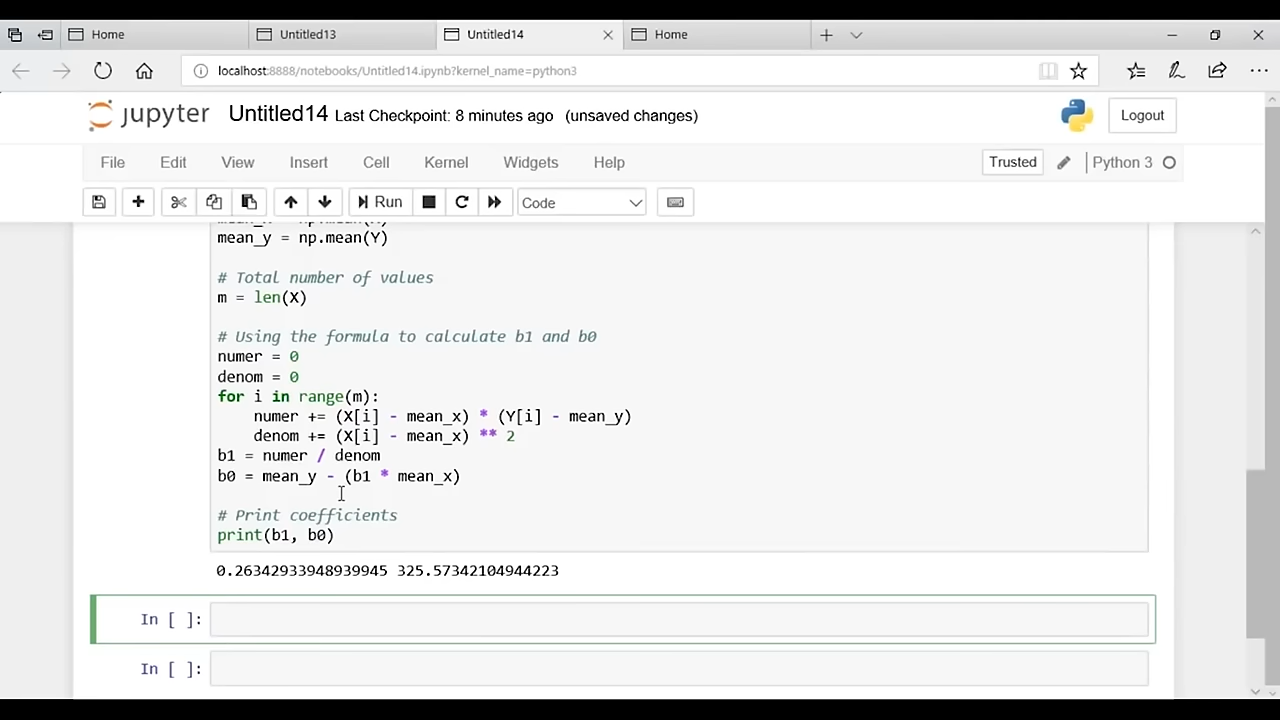 Home
Untitled13
Untitled14
Home
localhost:8888/notebooks/Untitled14.ipynb?kernel_name=python3
jupyter Untitled14 Last Checkpoint: 8 minutes ago (unsaved changes)
Logout
File Edit View Insert Cell Kernel Widgets Help
Trusted
Python 3
Run
Code
mean_y = np.mean(Y)
# Total number of values
m = len(X)
# Using the formula to calculate b1 and b0
numer = 0
denom = 0
for i in range(m):
    numer += (X[i] - mean_x) * (Y[i] - mean_y)
    denom += (X[i] - mean_x) ** 2
b1 = numer / denom
b0 = mean_y - (b1 * mean_x)
# Print coefficients
print(b1, b0)
0.26342933948939945 325.57342104944223
In [ ]:
In [ ]: